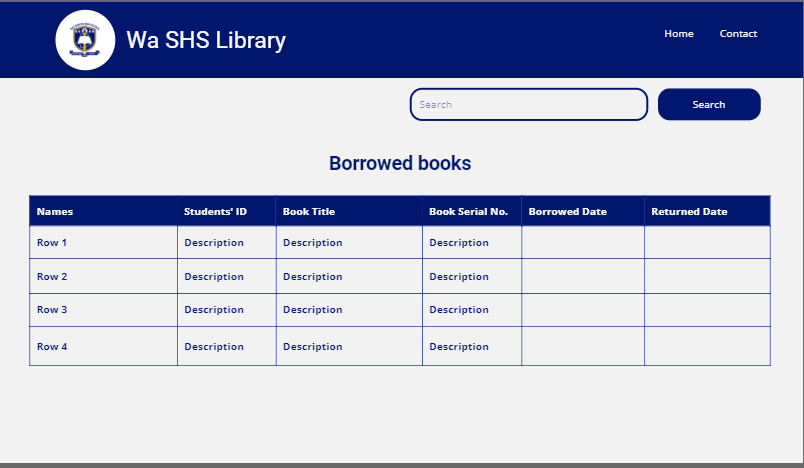 Wa SHS Library
Home Contact
Search Search
Borrowed books
Names Students' ID Book Title Book Serial No. Borrowed Date Returned Date
Row 1 Description Description Description
Row 2 Description Description Description
Row 3 Description Description Description
Row 4 Description Description Description